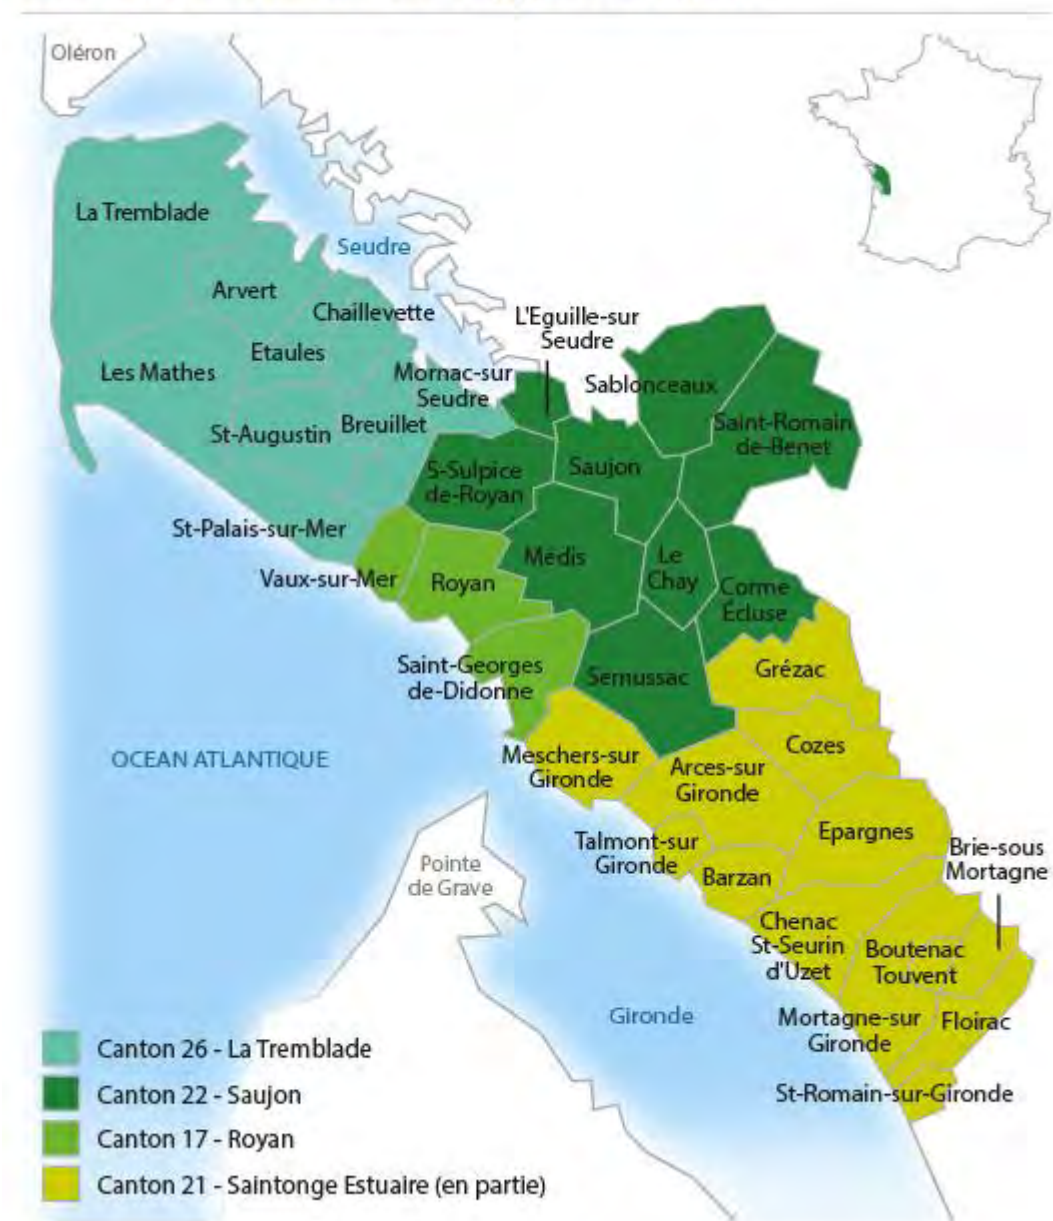 Oléron
La Tremblade
Seudre
Arvert
Chaillevette
L'Eguille-sur
Seudre
Etaules
Les Mathes
Mornac-sur
Seudre
Sablonceaux
Breuillet
St-Augustin
Saint-Romain
de-Benet
S-Sulpice
de-Royan
Saujon
St-Palais-sur-Mer
Médis
Le
Chay
Vaux-sur-Mer
Royan
Corme
Écluse
Saint-Georges
de-Didonne
Semussac
Grézac
OCEAN ATLANTIQUE
Meschers-sur
Gironde
Arces-sur
Gironde
Cozes
Talmont-sur
Gironde
Epargnes
Brie-sous
Mortagne
Pointe
de Grave
Barzan
Chenac
St-Seurin
d'Uzet
Boutenac
Touvent
Gironde
Mortagne-sur
Gironde
Floirac
St-Romain-sur-Gironde
Canton 26 - La Tremblade
Canton 22 - Saujon
Canton 17 - Royan
Canton 21 - Saintonge Estuaire (en partie)